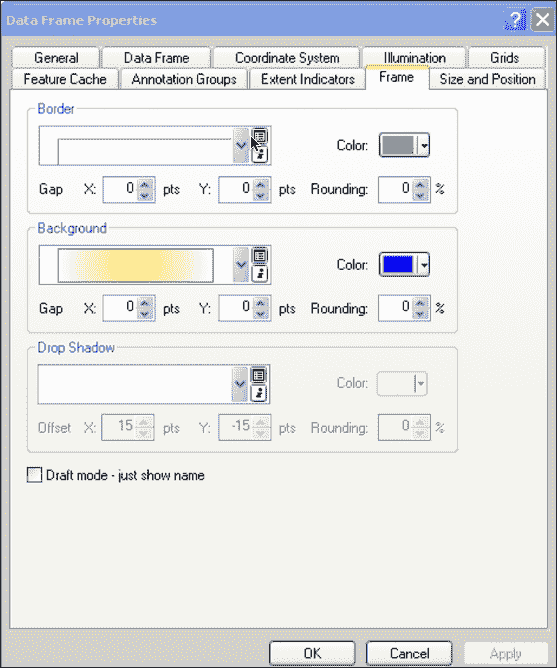 Data Frame Properties
General Data Frame Coordinate System Illumination Grids
Feature Cache Annotation Groups Extent Indicators Frame Size and Position
Border
Color:
Gap X: 0 pts Y: 0 pts Rounding: 0 %
Background
Color:
Gap X: 0 pts Y: 0 pts Rounding: 0 %
Drop Shadow
Color:
Offset X: 15 pts Y: -15 pts Rounding: 0 %
Draft mode - just show name
OK Cancel Apply